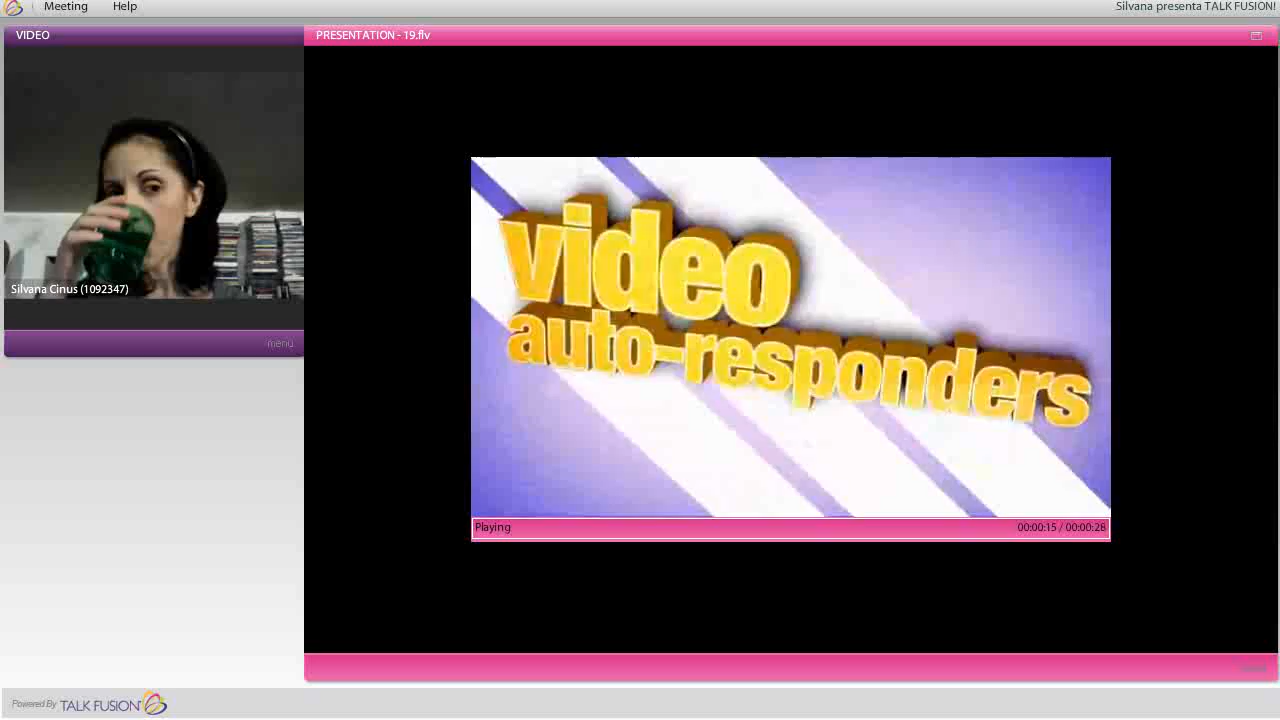 Meeting Help Silvana presenta TALK FUSION!
VIDEO
PRESENTATION - 19.flv
Silvana Cinus (1092347)
menu
video
auto-responders
Playing 00:00:15 / 00:00:28
Powered By TALK FUSION